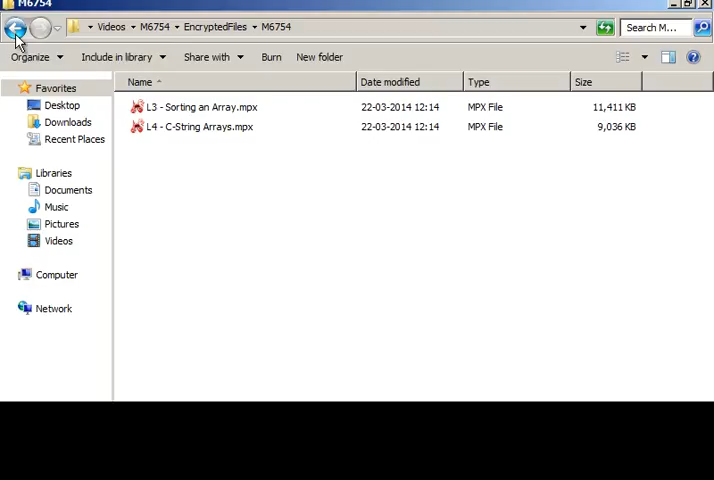 M6754
Videos M6754 EncryptedFiles M6754
Search M...
Organize Include in library Share with Burn New folder
Favorites
Desktop
Downloads
Recent Places
Libraries
Documents
Music
Pictures
Videos
Computer
Network
Name Date modified Type Size
L3 - Sorting an Array.mpx 22-03-2014 12:14 MPX File 11,411 KB
L4 - C-String Arrays.mpx 22-03-2014 12:14 MPX File 9,036 KB